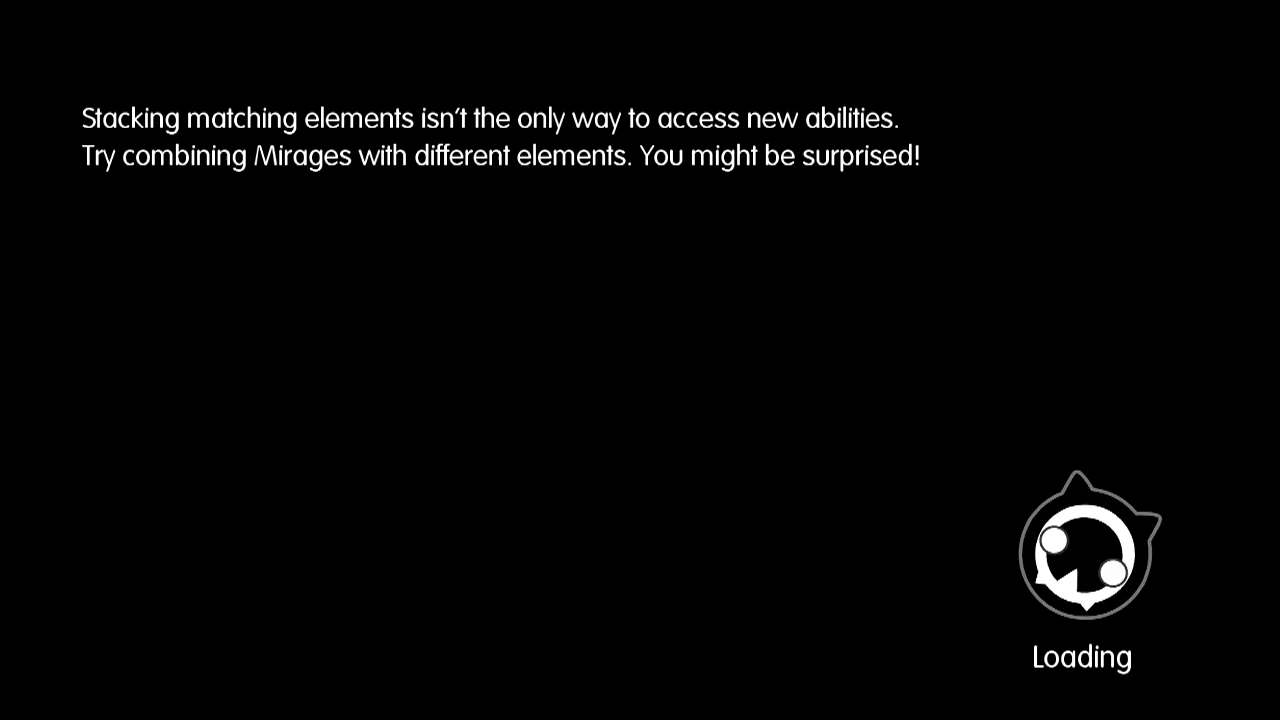 Stacking matching elements isn't the only way to access new abilities.
Try combining Mirages with different elements. You might be surprised!
Loading